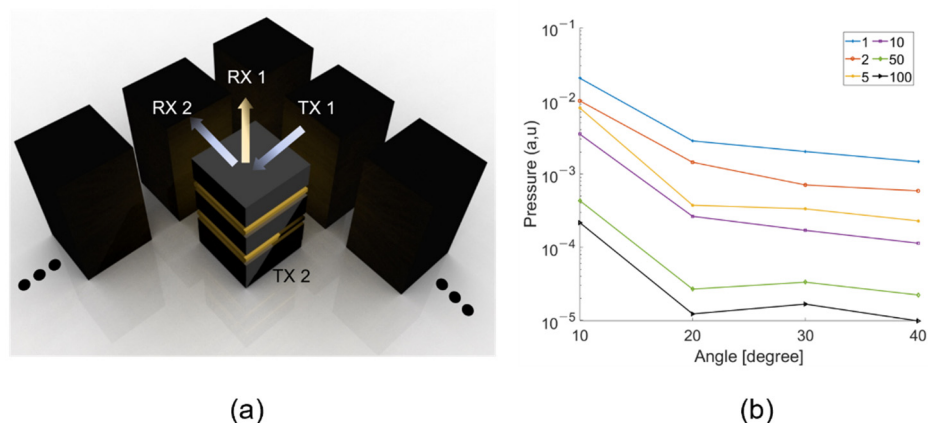 RX 1
RX 2
TX 1
TX 2
(a)
10^-1
10^-2
10^-3
10^-4
10^-5
Pressure (a,u)
1 10
2 50
5 100
10 20 30 40
Angle [degree]
(b)